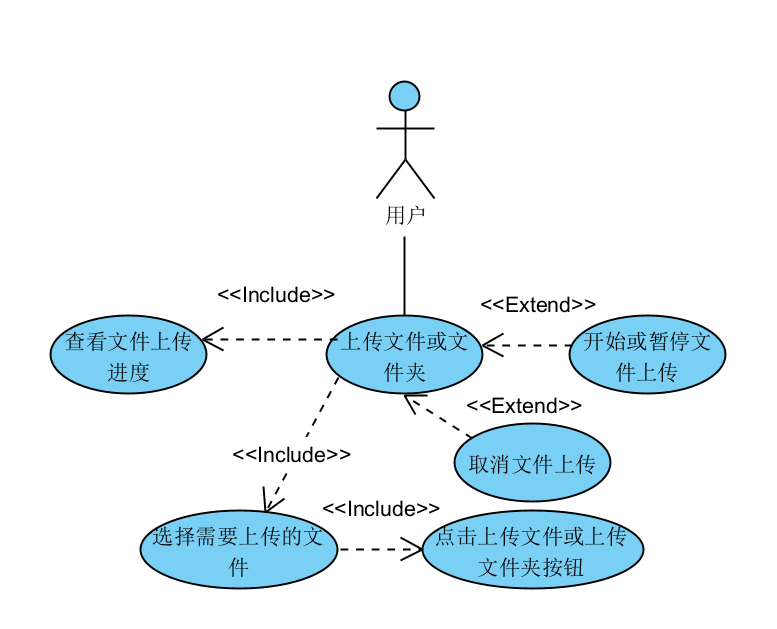 用户
<<Include>>
<<Extend>>
查看文件上传
进度
上传文件或文
件夹
开始或暂停文
件上传
<<Extend>>
<<Include>>
取消文件上传
<<Include>>
选择需要上传的文
件
点击上传文件或上传
文件夹按钮